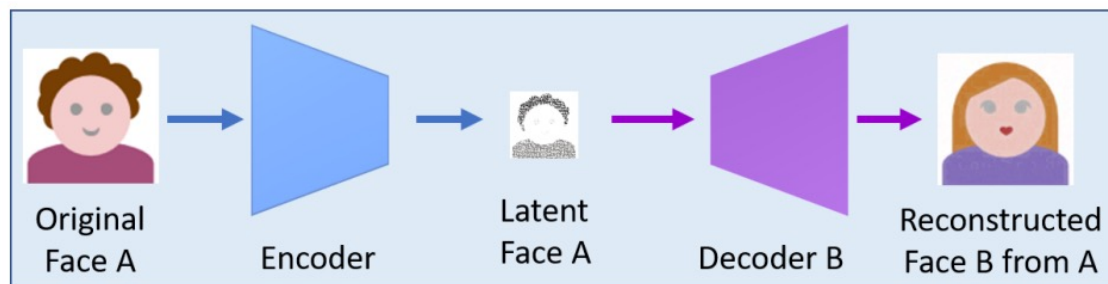 Original
Face A
Encoder
Latent
Face A
Decoder B
Reconstructed
Face B from A